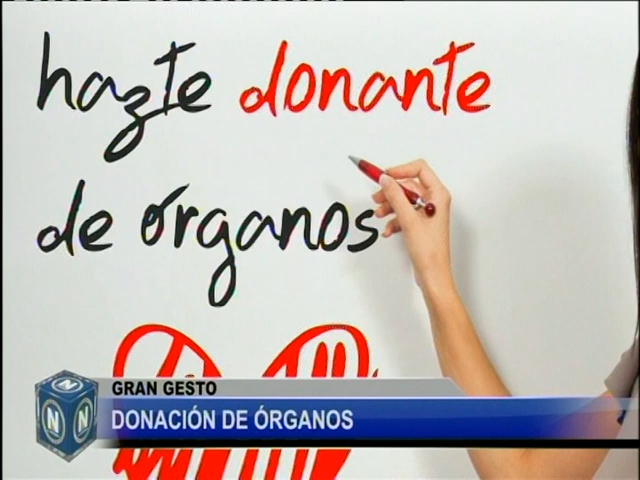 hazte donante
de órganos
GRAN GESTO
DONACIÓN DE ÓRGANOS
N N N